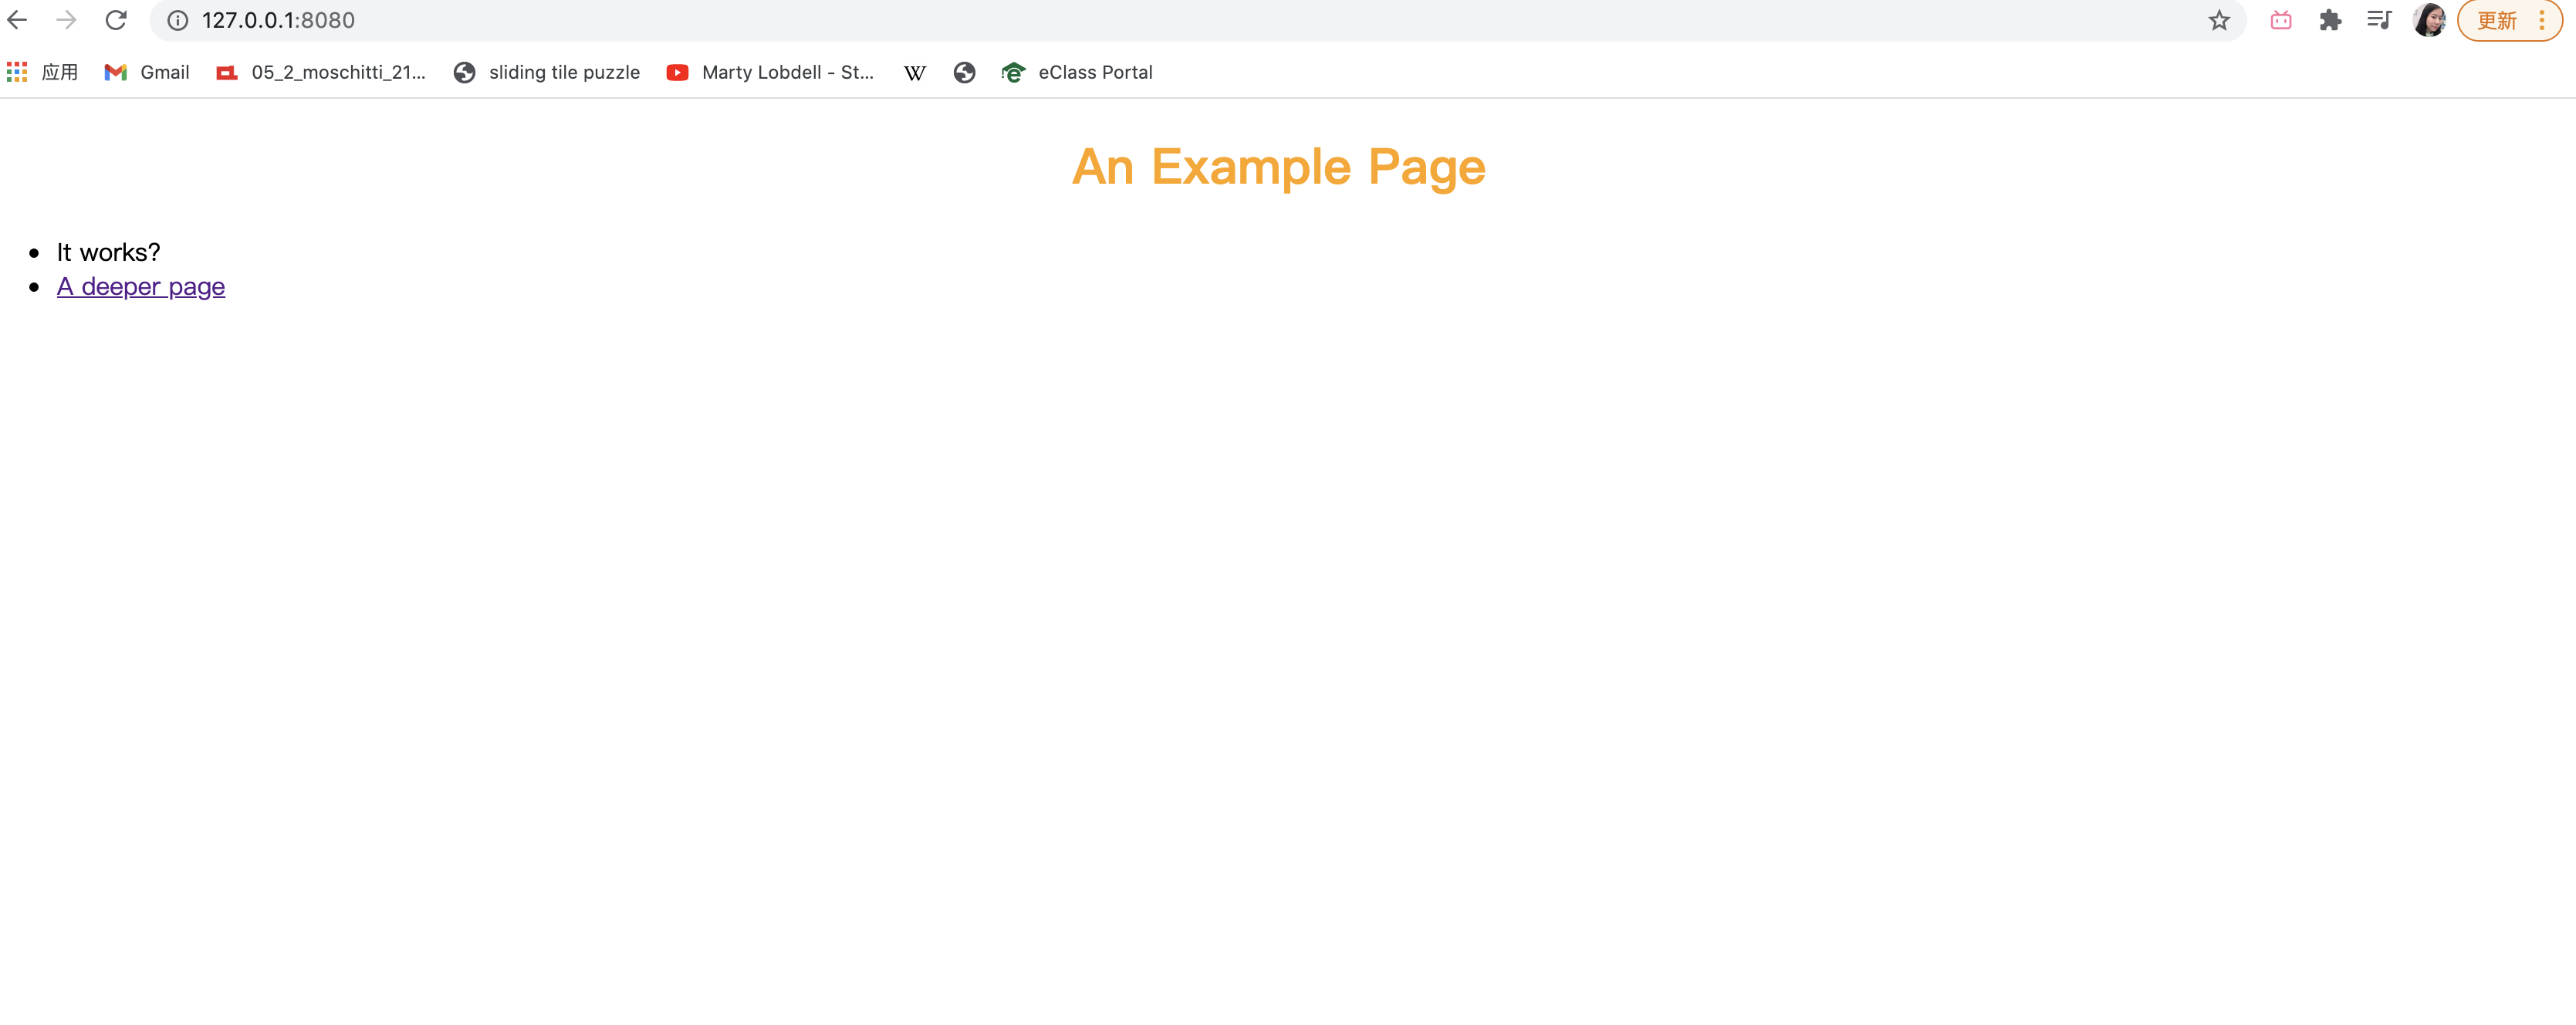 127.0.0.1:8080
更新
应用 Gmail 05_2_moschitti_21... sliding tile puzzle Marty Lobdell - St... W eClass Portal
An Example Page
It works?
A deeper page